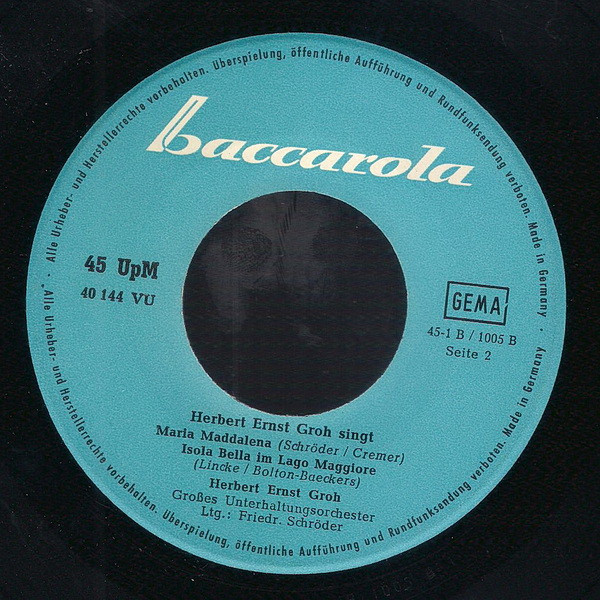 baccarola
Alle Urheber- und Herstellerrechte vorbehalten. Überspielung, öffentliche Aufführung und Rundfunksendung verboten. Made in Germany
45 UpM
40 144 VU
GEMA
45-1 B / 1005 B
Seite 2
Herbert Ernst Groh singt
Maria Maddalena (Schröder / Cremer)
Isola Bella im Lago Maggiore
(Lincke / Bolton-Baeckers)
Herbert Ernst Groh
Großes Unterhaltungsorchester
Ltg.: Friedr. Schröder
Alle Urheber- und Herstellerrechte vorbehalten. Überspielung, öffentliche Aufführung und Rundfunksendung verboten. Made in Germany